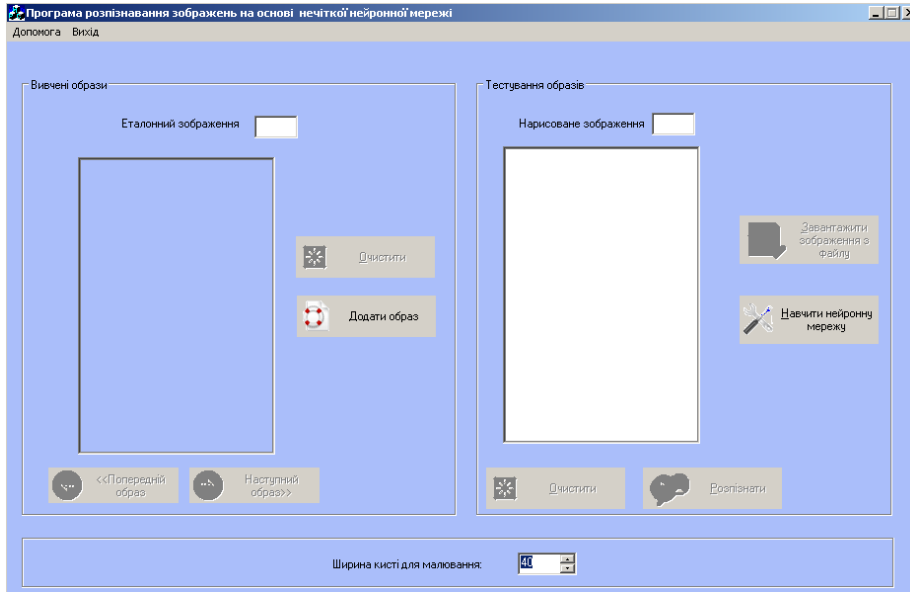 Програма розпізнавання зображень на основі нечіткої нейронної мережі
Допомога Вихід
Вивчені образи
Еталонний зображення
Очистити
Додати образ
<<Попередній
образ
Наступний
образ>>
Тестування образів
Нарисоване зображення
Завантажити
зображення з
файлу
Навчити нейронну
мережу
Очистити
Розпізнати
Ширина кисті для малювання:
40